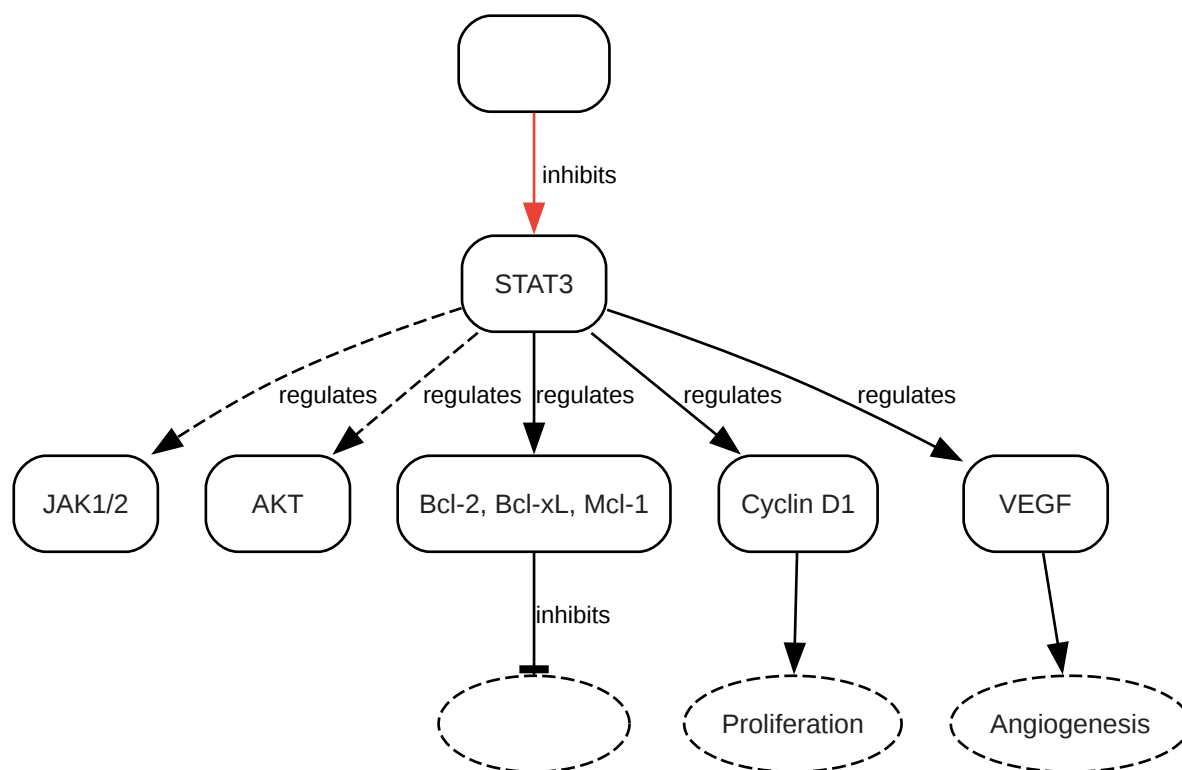 inhibits
STAT3
regulates
regulates
regulates
regulates
regulates
JAK1/2
AKT
Bcl-2, Bcl-xL, Mcl-1
Cyclin D1
VEGF
inhibits
Proliferation
Angiogenesis